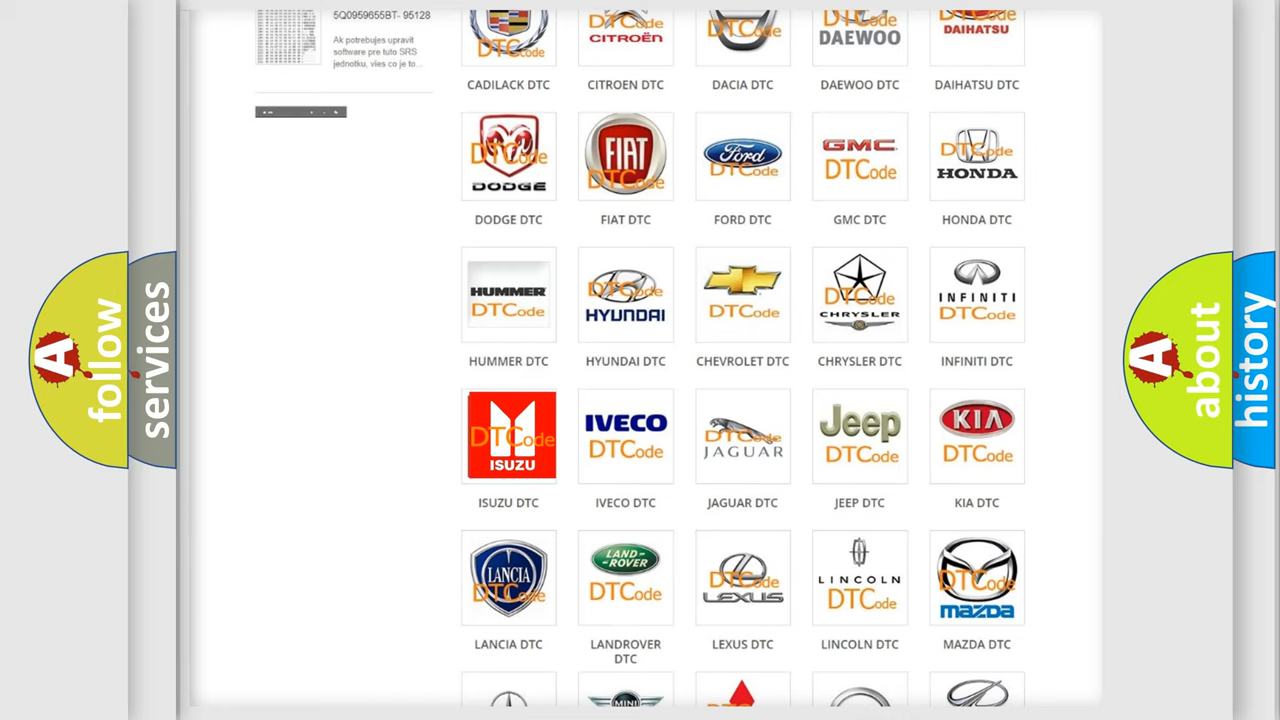 5Q0959655BT- 95128
Ak potrebujes upravit
software pre tuto SRS
jednotku, vies co je to...
DTCode
DTCode
CITROËN
DTCode
DAEWOO
DAIHATSU
CADILACK DTC
CITROEN DTC
DACIA DTC
DAEWOO DTC
DAIHATSU DTC
DTCode
DODGE
FIAT
DTCode
Ford
DTCode
GMC
DTCode
DTCode
HONDA
DODGE DTC
FIAT DTC
FORD DTC
GMC DTC
HONDA DTC
HUMMER
DTCode
DTCode
HYUNDAI
DTCode
DTCode
CHRYSLER
INFINITI
DTCode
HUMMER DTC
HYUNDAI DTC
CHEVROLET DTC
CHRYSLER DTC
INFINITI DTC
DTCode
ISUZU
IVECO
DTCode
DTCode
JAGUAR
Jeep
DTCode
KIA
DTCode
ISUZU DTC
IVECO DTC
JAGUAR DTC
JEEP DTC
KIA DTC
LANCIA
DTCode
LAND-
ROVER
DTCode
DTCode
LEXUS
LINCOLN
DTCode
DTCode
mazDa
LANCIA DTC
LANDROVER
DTC
LEXUS DTC
LINCOLN DTC
MAZDA DTC
MINI
A
follow
services
A
about
history